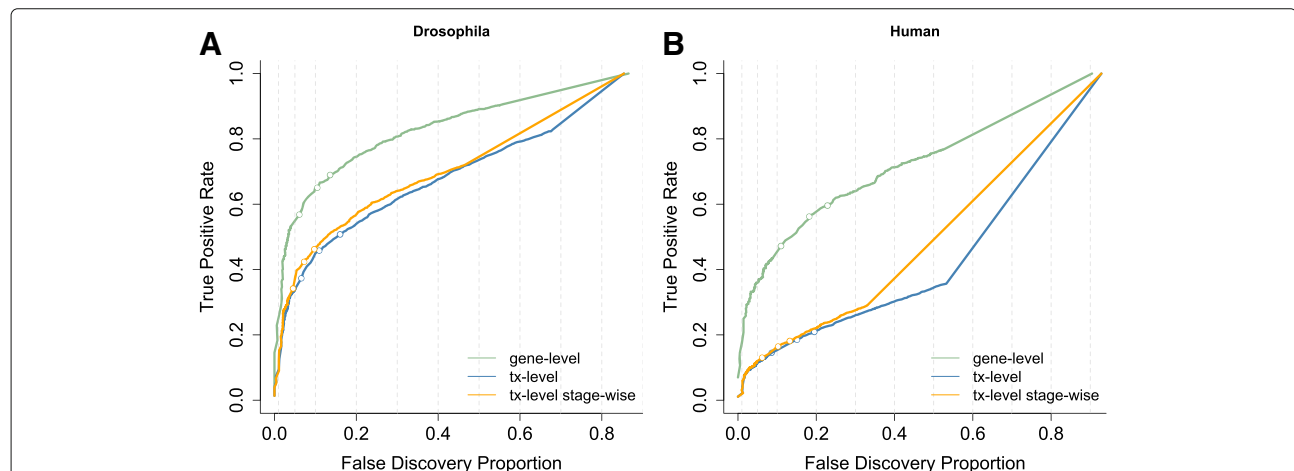 A
Drosophila
True Positive Rate
1.0
0.8
0.6
0.4
0.2
0.0
gene-level
tx-level
tx-level stage-wise
0.0 0.2 0.4 0.6 0.8
False Discovery Proportion
B
Human
True Positive Rate
1.0
0.8
0.6
0.4
0.2
0.0
gene-level
tx-level
tx-level stage-wise
0.0 0.2 0.4 0.6 0.8
False Discovery Proportion